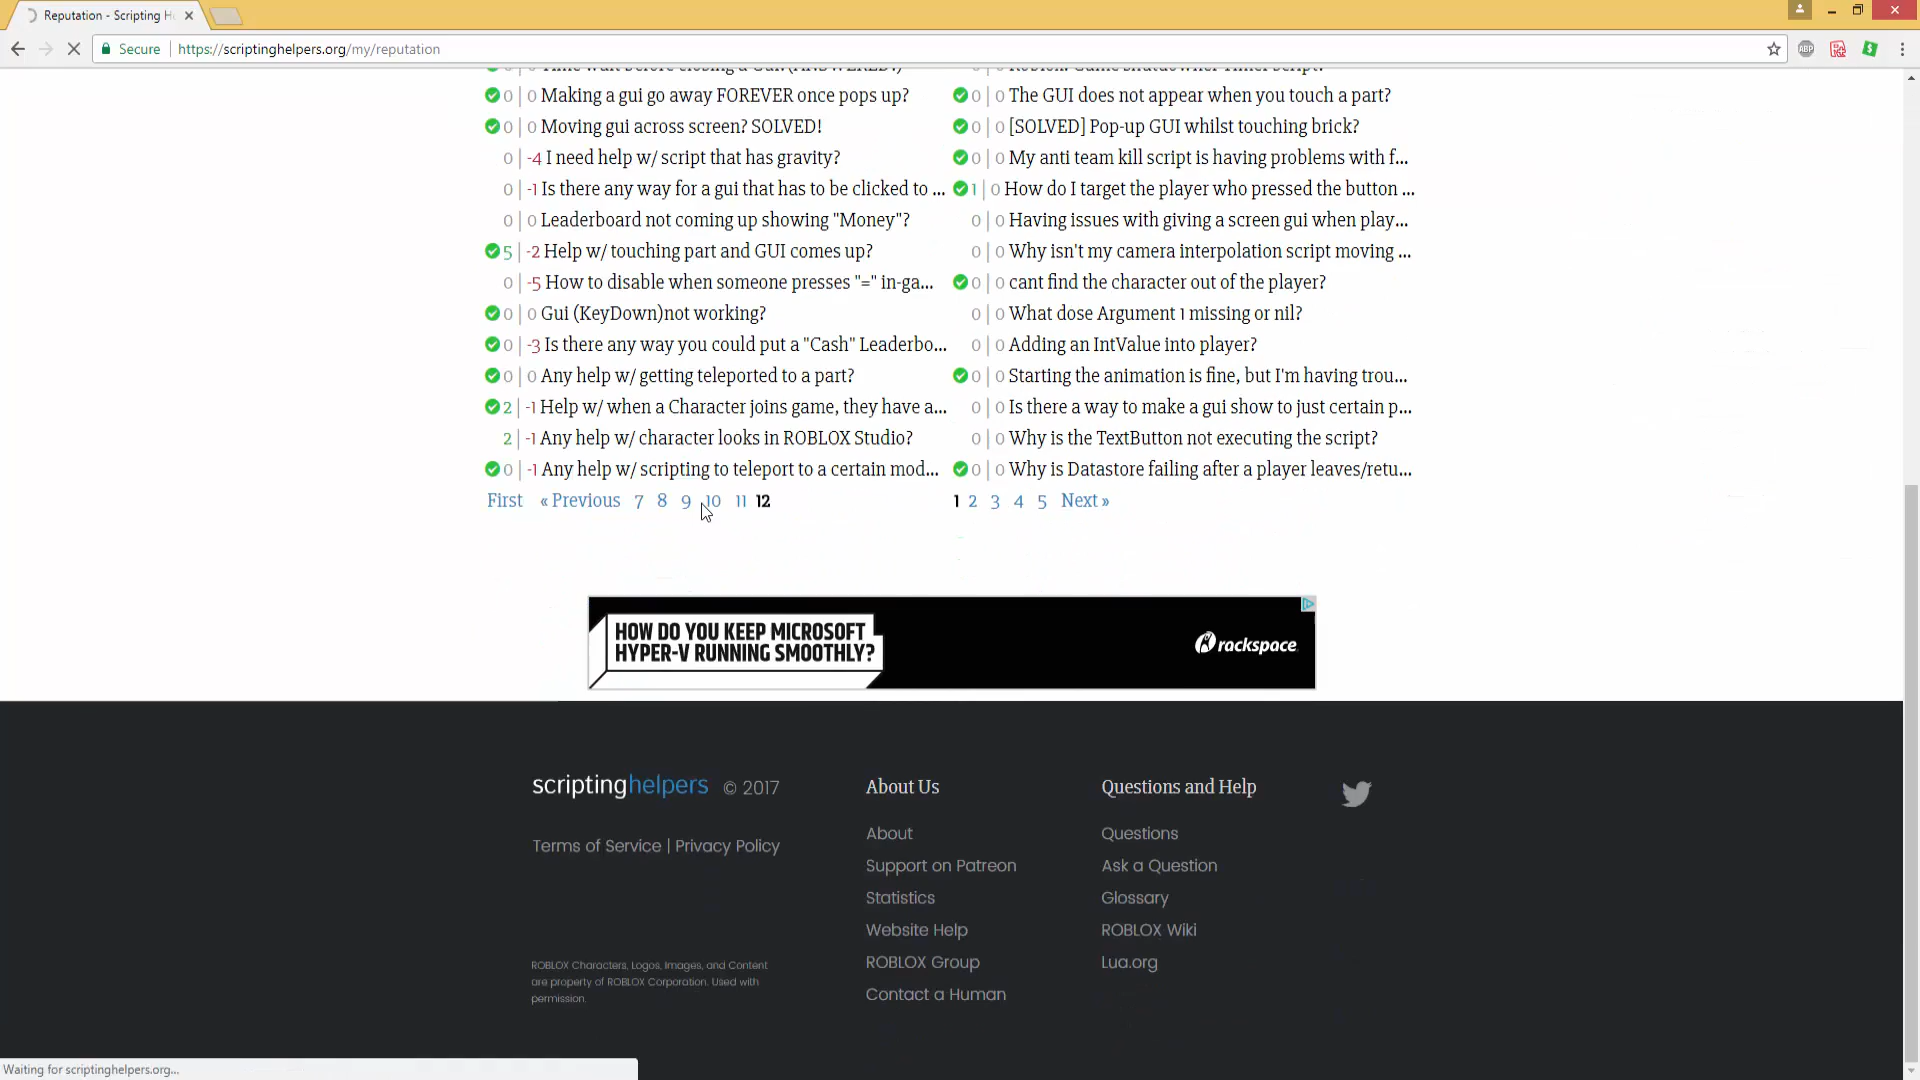 Reputation - Scripting H
Secure | https://scriptinghelpers.org/my/reputation
ABP
0 | 0 Making a gui go away FOREVER once pops up?
0 | 0 Moving gui across screen? SOLVED!
0 | -4 I need help w/ script that has gravity?
0 | -1 Is there any way for a gui that has to be clicked to ...
0 | 0 Leaderboard not coming up showing "Money"?
5 | -2 Help w/ touching part and GUI comes up?
0 | -5 How to disable when someone presses "=" in-ga...
0 | 0 Gui (KeyDown)not working?
0 | -3 Is there any way you could put a "Cash" Leaderbo...
0 | 0 Any help w/ getting teleported to a part?
2 | -1 Help w/ when a Character joins game, they have a...
2 | -1 Any help w/ character looks in ROBLOX Studio?
0 | -1 Any help w/ scripting to teleport to a certain mod...
First « Previous 7 8 9 10 11 12
0 | 0 The GUI does not appear when you touch a part?
0 | 0 [SOLVED] Pop-up GUI whilst touching brick?
0 | 0 My anti team kill script is having problems with f...
1 | 0 How do I target the player who pressed the button ...
0 | 0 Having issues with giving a screen gui when play...
0 | 0 Why isn't my camera interpolation script moving ...
0 | 0 cant find the character out of the player?
0 | 0 What dose Argument 1 missing or nil?
0 | 0 Adding an IntValue into player?
0 | 0 Starting the animation is fine, but I'm having trou...
0 | 0 Is there a way to make a gui show to just certain p...
0 | 0 Why is the TextButton not executing the script?
0 | 0 Why is Datastore failing after a player leaves/retu...
1 2 3 4 5 Next »
HOW DO YOU KEEP MICROSOFT
HYPER-V RUNNING SMOOTHLY?
rackspace
scriptinghelpers © 2017
Terms of Service | Privacy Policy
ROBLOX Characters, Logos, Images, and Content
are property of ROBLOX Corporation. Used with
permission.
About Us
About
Support on Patreon
Statistics
Website Help
ROBLOX Group
Contact a Human
Questions and Help
Questions
Ask a Question
Glossary
ROBLOX Wiki
Lua.org
Waiting for scriptinghelpers.org...